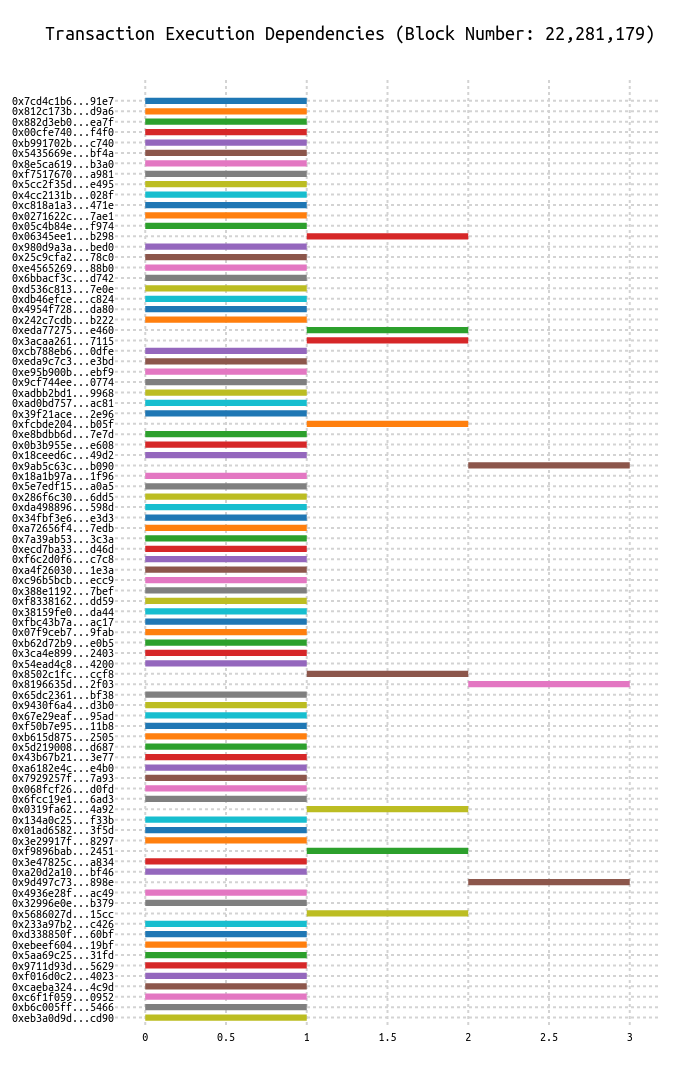 Transaction Execution Dependencies (Block Number: 22,281,179)
0x7cd4c1b6...91e7
0x812c173b...d9a6
0x882d3eb0...ea7f
0x00cfe740...f4f0
0xb991702b...c740
0x5435669e...bf4a
0x8e5ca619...b3a0
0xf7517670...a981
0x5cc2f35d...e495
0x4cc2131b...028f
0xc818a1a3...471e
0x0271622c...7ae1
0x05c4b84e...f974
0x06345ee1...b298
0x980d9a3a...bed0
0x25c9cfa2...78c0
0xe4565269...88b0
0x6bbacf3c...d742
0xd536c813...7e0e
0xdb46efce...c824
0x4954f728...da80
0x242c7cdb...b222
0xeda77275...e460
0x3acaa261...7115
0xcb788eb6...0dfe
0xeda9c7c3...e3bd
0xe95b900b...ebf9
0x9cf744ee...0774
0xadbb2bd1...9968
0xad0bd757...ac81
0x39f21ace...2e96
0xfcbde204...b05f
0xe8bdbb6d...7e7d
0x0b3b955e...e608
0x18ceed6c...49d2
0x9ab5c63c...b090
0x18a1b97a...1f96
0x5e7edf15...a0a5
0x286f6c30...6dd5
0xda498896...598d
0x34fbf3e6...e3d3
0xa72656f4...7edb
0x7a39ab53...3c3a
0xecd7ba33...d46d
0xf6c2d0f6...c7c8
0xa4f26030...1e3a
0xc96b5bcb...ecc9
0x388e1192...7bef
0xf8338162...dd59
0x38159fe0...da44
0xfbc43b7a...ac17
0x07f9ceb7...9fab
0xb62d72b9...e0b5
0x3ca4e899...2403
0x54ead4c8...4200
0x8502c1fc...ccf8
0x8196635d...2f03
0x65dc2361...bf38
0x9430f6a4...d3b0
0x67e29eaf...95ad
0xf50b7e95...11b8
0xb615d875...2505
0x5d219008...d687
0x43b67b21...3e77
0xa6182e4c...e4b0
0x7929257f...7a93
0x068fcf26...d0fd
0x6fcc19e1...6ad3
0x0319fa62...4a92
0x134a0c25...f33b
0x01ad6582...3f5d
0x3e29917f...8297
0xf9896bab...2451
0x3e47825c...a834
0xa20d2a10...bf46
0x9d497c73...898e
0x4936e28f...ac49
0x32996e0e...b379
0x5686027d...15cc
0x233a97b2...c426
0xd338850f...60bf
0xebeef604...19bf
0x5aa69c25...31fd
0x9711d93d...5629
0xf016d0c2...4023
0xcaeba324...4c9d
0xc6f1f059...0952
0xb6c005ff...5466
0xeb3a0d9d...cd90
0 0.5 1 1.5 2 2.5 3